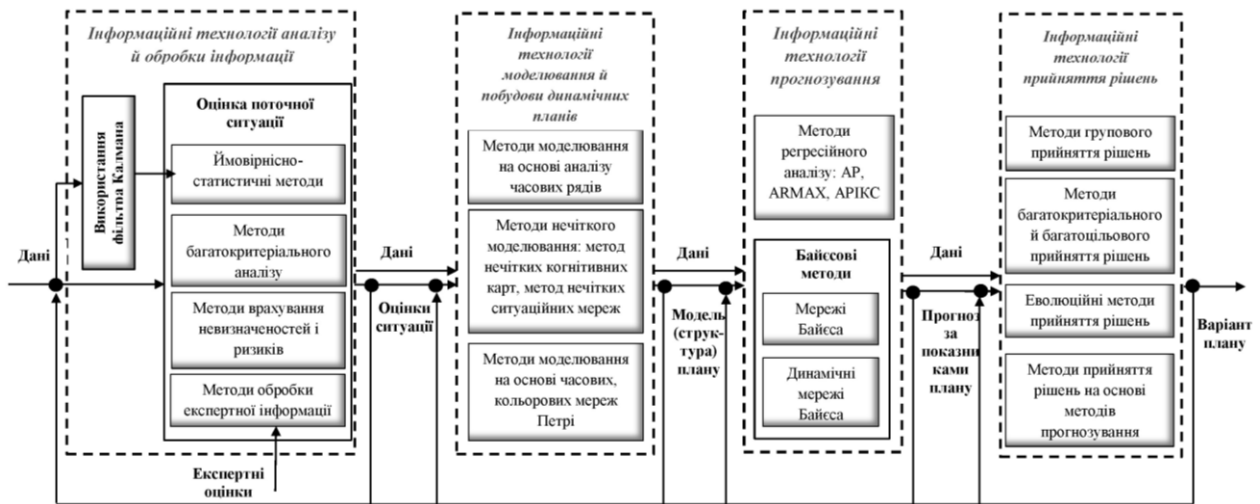 Інформаційні технології аналізу
й обробки інформації
Використання
фільтра Калмана
Оцінка поточної
ситуації
Ймовірнісно-
статистичні методи
Методи
багатокритеріального
аналізу
Методи врахування
невизначеностей і
ризиків
Методи обробки
експертної інформації
Дані
Експертні
оцінки
Дані
Оцінки
ситуації
Інформаційні
технології
моделювання й
побудови динамічних
планів
Методи моделювання
на основі аналізу
часових рядів
Методи нечіткого
моделювання: метод
нечітких когнітивних
карт, метод нечітких
ситуаційних мереж
Методи моделювання
на основі часових,
кольорових мереж
Петрі
Дані
Модель
(струк-
тура)
плану
Інформаційні
технології
прогнозування
Методи
регресійного
аналізу: АР,
ARMAX, АРІКС
Байєсові
методи
Мережі
Байєса
Динамічні
мережі
Байєса
Дані
Прогноз
за
показни
ками
плану
Інформаційні
технології
прийняття рішень
Методи групового
прийняття рішень
Методи
багатокритеріального
й багатоцільового
прийняття рішень
Еволюційні методи
прийняття рішень
Методи прийняття
рішень на основі
методів
прогнозування
Варіант
плану